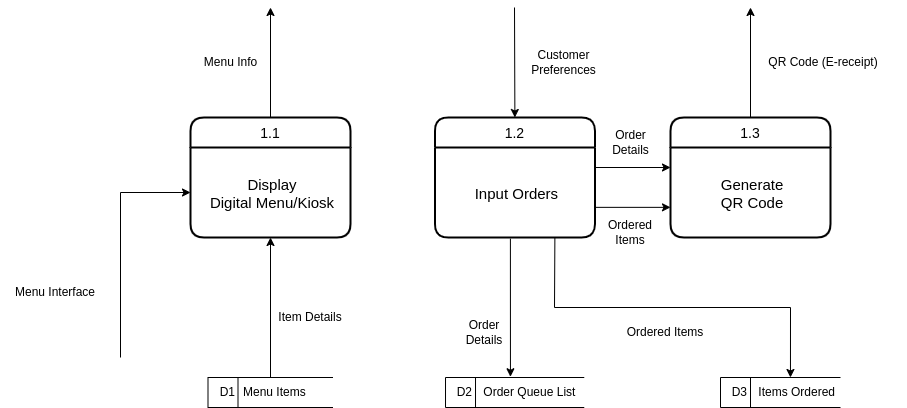 Menu Info
Customer
Preferences
QR Code (E-receipt)
1.1
Display
Digital Menu/Kiosk
1.2
Input Orders
Order
Details
Ordered
Items
1.3
Generate
QR Code
Menu Interface
Item Details
Order
Details
Ordered Items
D1 Menu Items
D2 Order Queue List
D3 Items Ordered